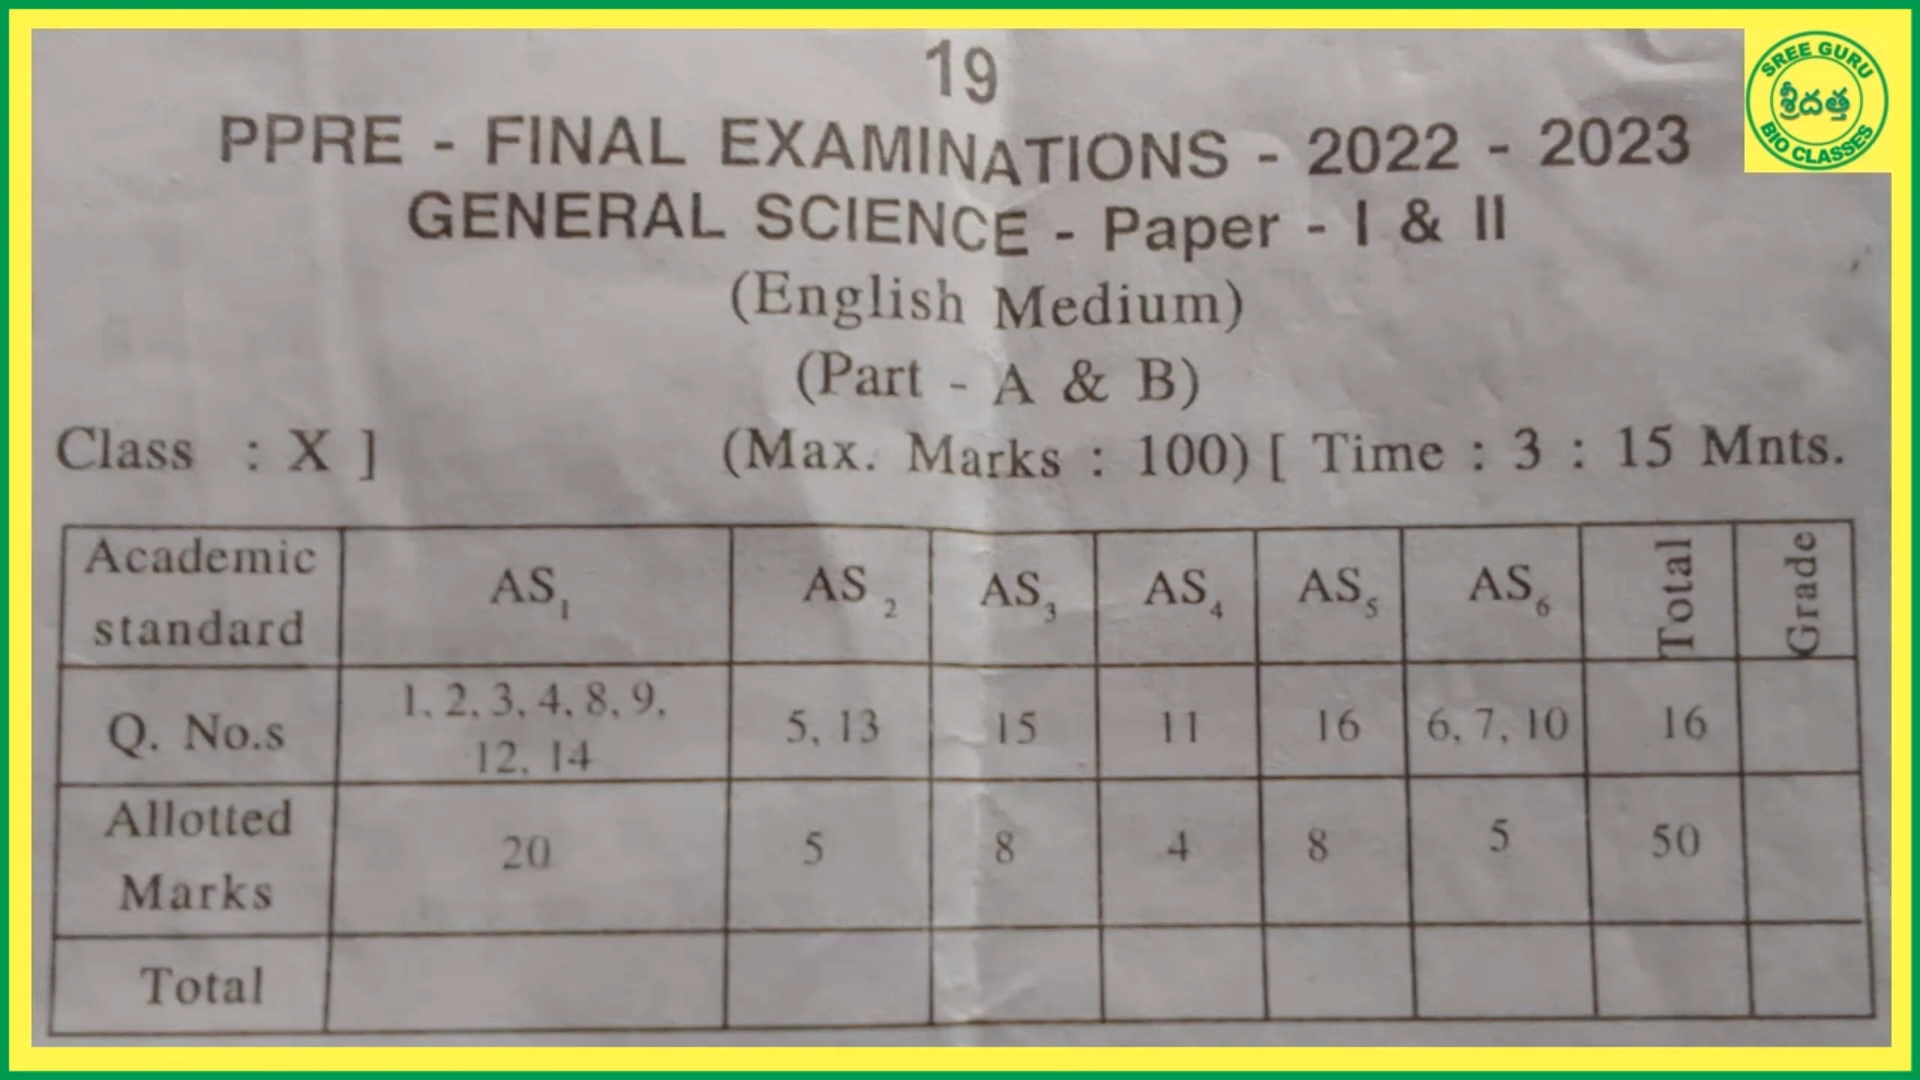 19
SREE GURU
శ్రీదత్త
BIO CLASSES
PPRE - FINAL EXAMINATIONS - 2022 - 2023
GENERAL SCIENCE - Paper - I & II
(English Medium)
(Part - A & B)
Class : X ] (Max. Marks : 100) [ Time : 3 : 15 Mnts.
Academic standard AS1 AS2 AS3 AS4 AS5 AS6 Total Grade
Q. No.s 1, 2, 3, 4, 8, 9, 12, 14 5, 13 15 11 16 6, 7, 10 16
Allotted Marks 20 5 8 4 8 5 50
Total